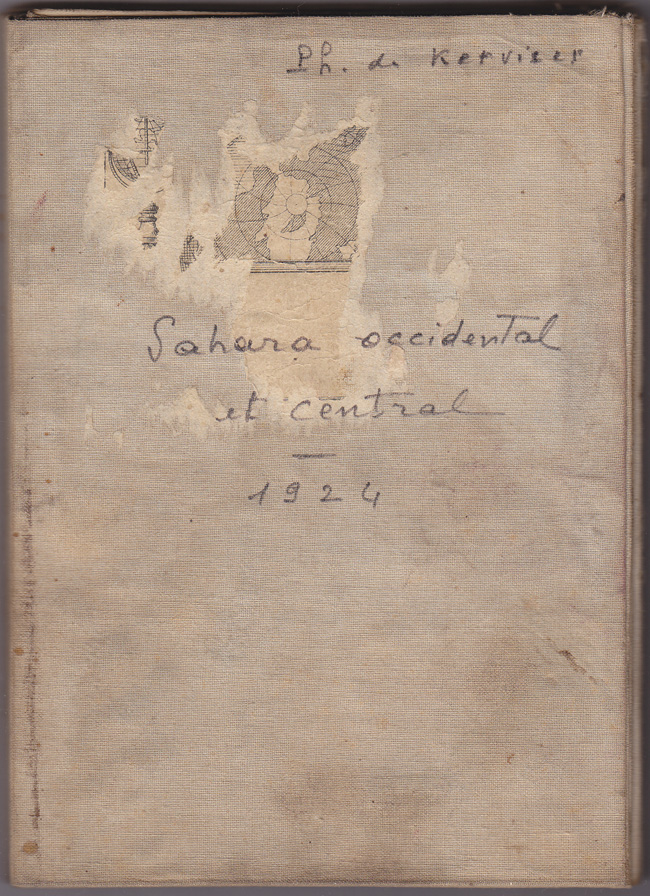 Ph. de Kerviler
Sahara occidental
et central
1924